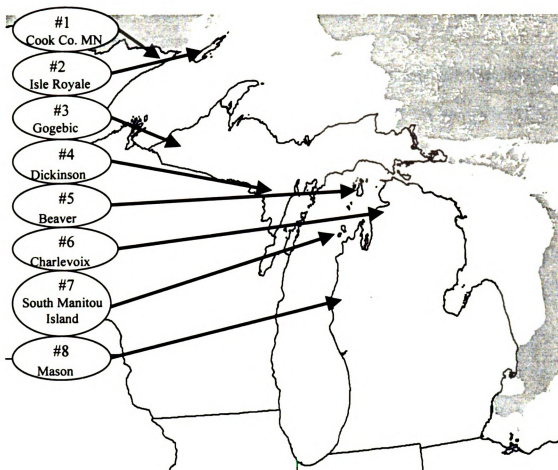 #1
Cook Co. MN
#2
Isle Royale
#3
Gogebic
#4
Dickinson
#5
Beaver
#6
Charlevoix
#7
South Manitou
Island
#8
Mason